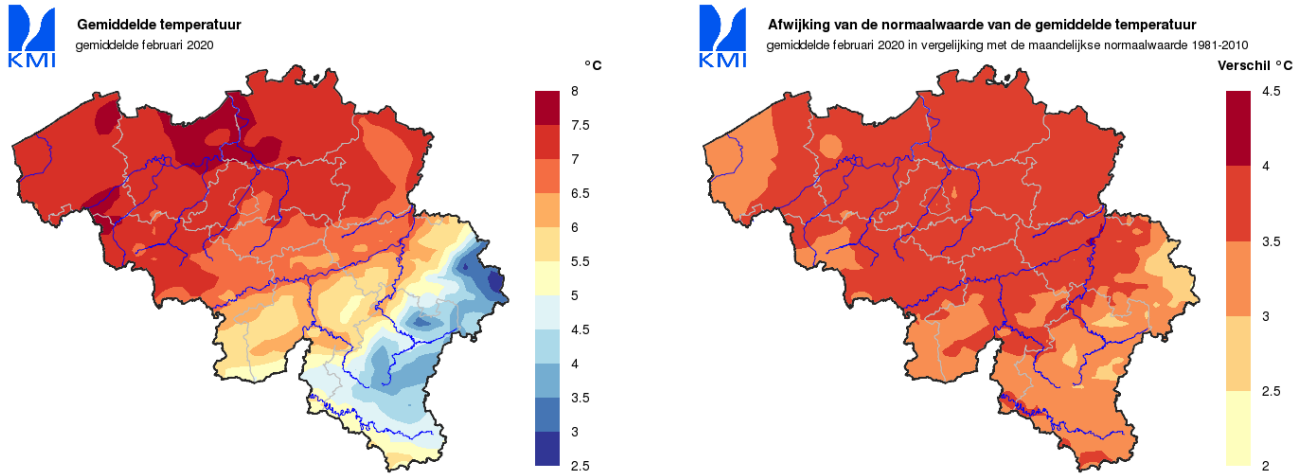 KMI
Gemiddelde temperatuur
gemiddelde februari 2020
°C
8
7.5
7
6.5
6
5.5
5
4.5
4
3.5
3
2.5
KMI
Afwijking van de normaalwaarde van de gemiddelde temperatuur
gemiddelde februari 2020 in vergelijking met de maandelijkse normaalwaarde 1981-2010
Verschil °C
4.5
4
3.5
3
2.5
2